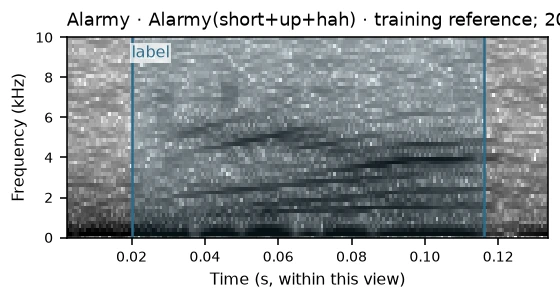 Alarmy · Alarmy(short+up+hah) · training reference; 20
label
10
8
6
4
2
0
Frequency (kHz)
0.02 0.04 0.06 0.08 0.10 0.12
Time (s, within this view)